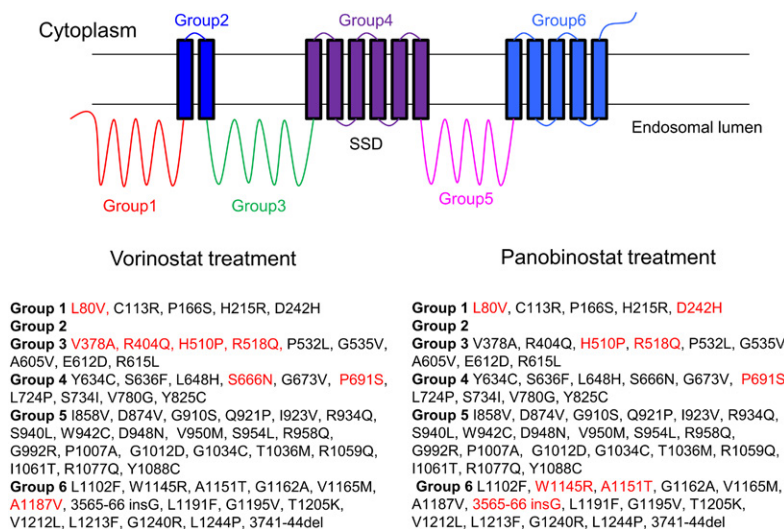 Group2
Group4
Group6
Cytoplasm
Endosomal lumen
SSD
Group1
Group3
Group5
Vorinostat treatment
Group 1 L80V, C113R, P166S, H215R, D242H
Group 2
Group 3 V378A, R404Q, H510P, R518Q, P532L, G535V,
A605V, E612D, R615L
Group 4 Y634C, S636F, L648H, S666N, G673V, P691S,
L724P, S734I, V780G, Y825C
Group 5 I858V, D874V, G910S, Q921P, I923V, R934Q,
S940L, W942C, D948N, V950M, S954L, R958Q,
G992R, P1007A, G1012D, G1034C, T1036M, R1059Q,
I1061T, R1077Q, Y1088C
Group 6 L1102F, W1145R, A1151T, G1162A, V1165M,
A1187V, 3565-66 insG, L1191F, G1195V, T1205K,
V1212L, L1213F, G1240R, L1244P, 3741-44del
Panobinostat treatment
Group 1 L80V, C113R, P166S, H215R, D242H
Group 2
Group 3 V378A, R404Q, H510P, R518Q, P532L, G535V,
A605V, E612D, R615L
Group 4 Y634C, S636F, L648H, S666N, G673V, P691S
L724P, S734I, V780G, Y825C
Group 5 I858V, D874V, G910S, Q921P, I923V, R934Q,
S940L, W942C, D948N, V950M, S954L, R958Q,
G992R, P1007A, G1012D, G1034C, T1036M, R1059Q,
I1061T, R1077Q, Y1088C
Group 6 L1102F, W1145R, A1151T, G1162A, V1165M,
A1187V, 3565-66 insG, L1191F, G1195V, T1205K,
V1212L, L1213F, G1240R, L1244P, 3741-44del